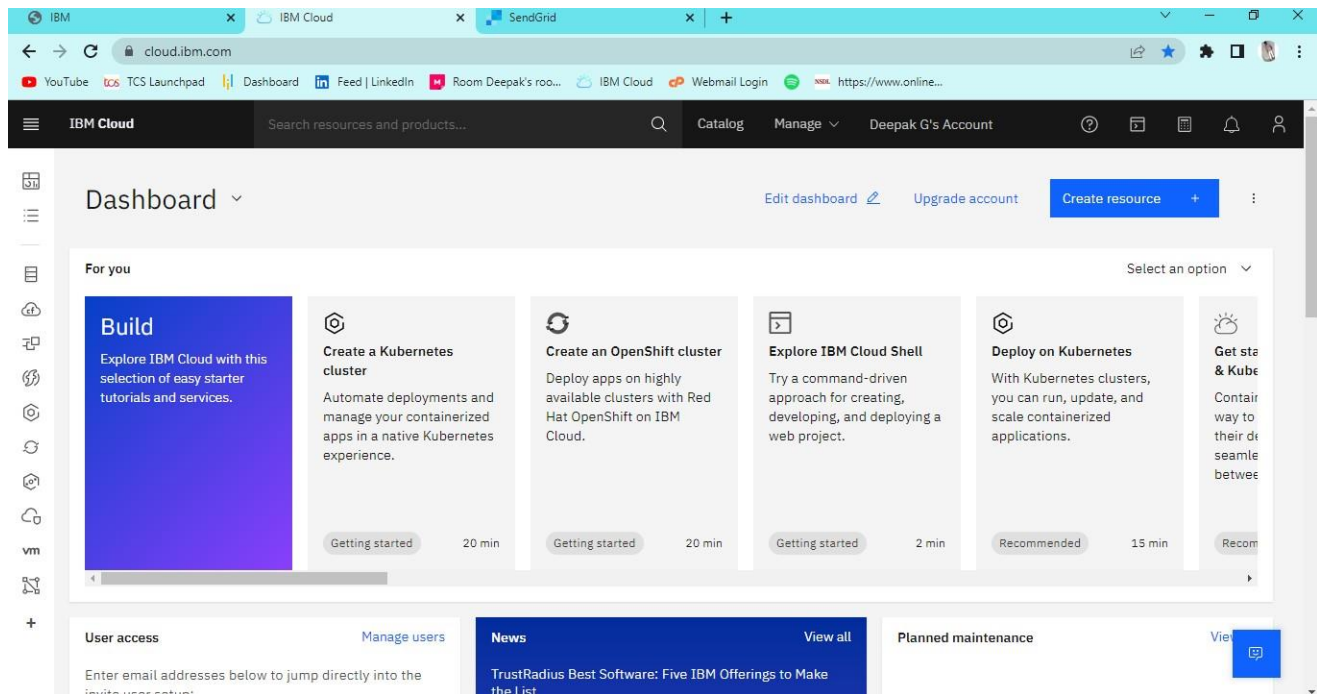 IBM
IBM Cloud
SendGrid
cloud.ibm.com
YouTube
tcs TCS Launchpad
Dashboard
Feed | LinkedIn
Room Deepak's roo...
IBM Cloud
Webmail Login
NSDL https://www.online...
IBM Cloud
Search resources and products...
Catalog
Manage
Deepak G's Account
Dashboard
Edit dashboard
Upgrade account
Create resource +
For you
Select an option
Build
Explore IBM Cloud with this
selection of easy starter
tutorials and services.
Create a Kubernetes
cluster
Automate deployments and
manage your containerized
apps in a native Kubernetes
experience.
Getting started
20 min
Create an OpenShift cluster
Deploy apps on highly
available clusters with Red
Hat OpenShift on IBM
Cloud.
Getting started
20 min
Explore IBM Cloud Shell
Try a command-driven
approach for creating,
developing, and deploying a
web project.
Getting started
2 min
Deploy on Kubernetes
With Kubernetes clusters,
you can run, update, and
scale containerized
applications.
Recommended
15 min
Get sta
& Kube
Contain
way to
their de
seamle
betwee
Recom
vm
User access
Manage users
Enter email addresses below to jump directly into the
invite user setup:
News
View all
TrustRadius Best Software: Five IBM Offerings to Make
the List
Planned maintenance